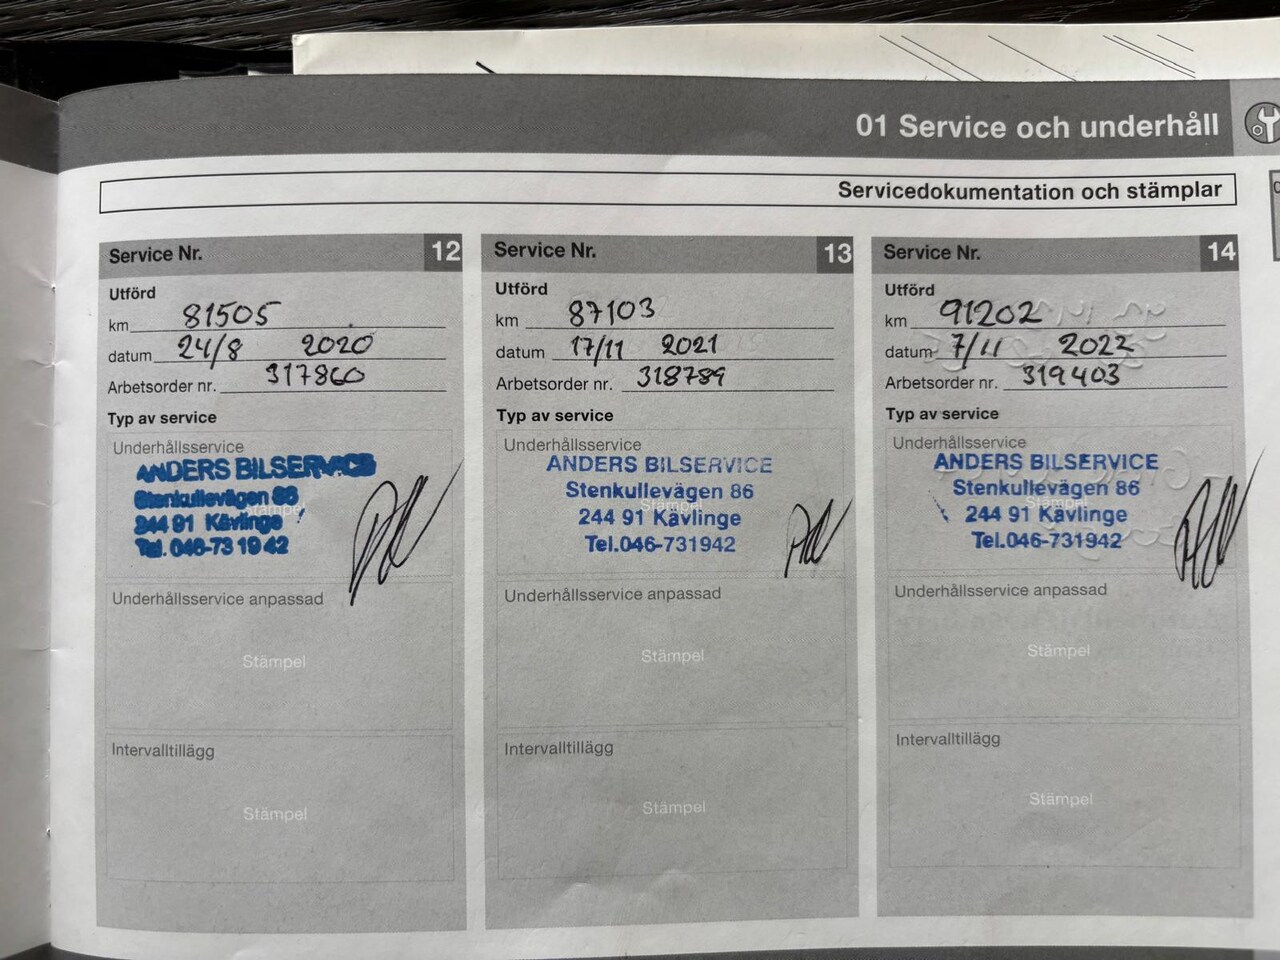 01 Service och underhåll
Servicedokumentation och stämplar
Service Nr. 12
Utförd
km 81505
datum 24/8 2020
Arbetsorder nr. 317860
Typ av service
Underhållsservice
ANDERS BILSERVICE
Stenkullevägen 86
Stämpel
244 91 Kävlinge
Tel. 046-73 19 42
Underhållsservice anpassad
Stämpel
Intervalltillägg
Stämpel
Service Nr. 13
Utförd
km 87103
datum 17/11 2021
Arbetsorder nr. 318789
Typ av service
Underhållsservice
ANDERS BILSERVICE
Stenkullevägen 86
Stämpel
244 91 Kävlinge
Tel.046-731942
Underhållsservice anpassad
Stämpel
Intervalltillägg
Stämpel
Service Nr. 14
Utförd
km 91202
datum 7/11 2022
Arbetsorder nr. 319403
Typ av service
Underhållsservice
ANDERS BILSERVICE
Stenkullevägen 86
Stämpel
244 91 Kävlinge
Tel.046-731942
Underhållsservice anpassad
Stämpel
Intervalltillägg
Stämpel